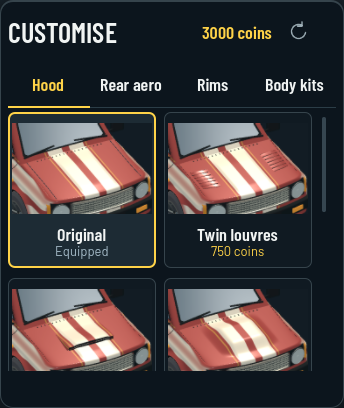 CUSTOMISE
3000 coins
Hood
Rear aero
Rims
Body kits
Original
Equipped
Twin louvres
750 coins